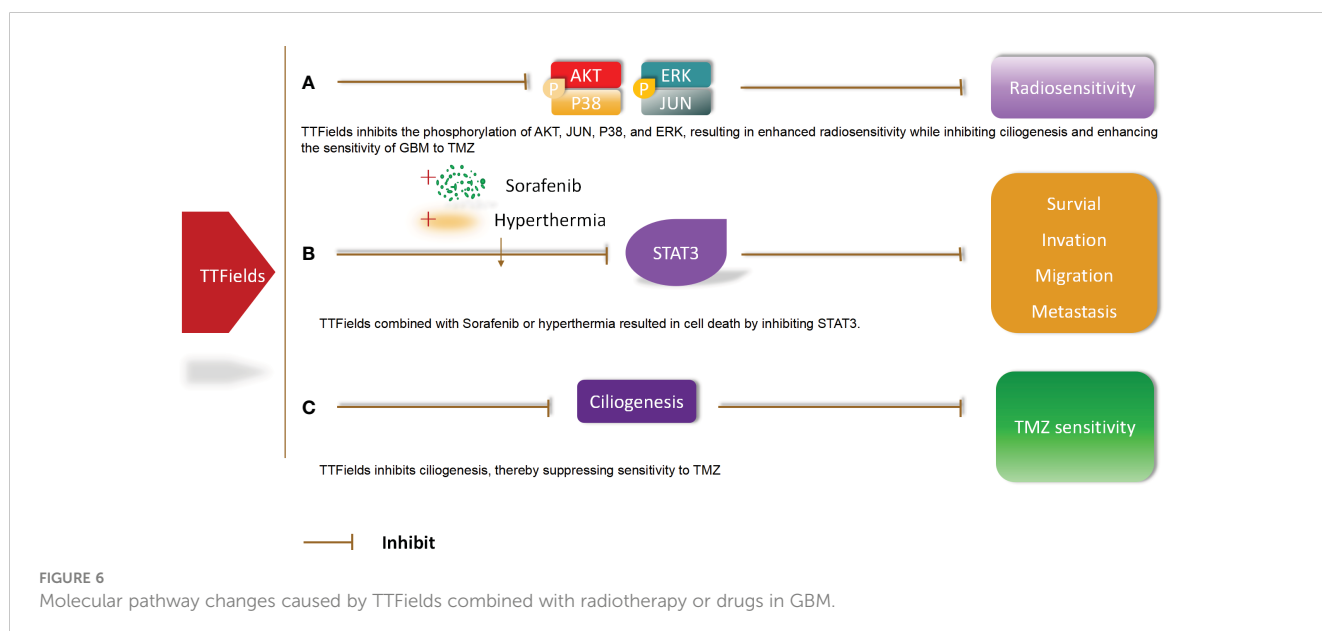 A
P
AKT
P38
P
ERK
JUN
Radiosensitivity
TTFields inhibits the phosphorylation of AKT, JUN, P38, and ERK, resulting in enhanced radiosensitivity while inhibiting ciliogenesis and enhancing
the sensitivity of GBM to TMZ
+ Sorafenib
+ Hyperthermia
TTFields
B
STAT3
Survial
Invation
Migration
Metastasis
TTFields combined with Sorafenib or hyperthermia resulted in cell death by inhibiting STAT3.
C
Ciliogenesis
TMZ sensitivity
TTFields inhibits ciliogenesis, thereby suppressing sensitivity to TMZ
Inhibit
FIGURE 6
Molecular pathway changes caused by TTFields combined with radiotherapy or drugs in GBM.